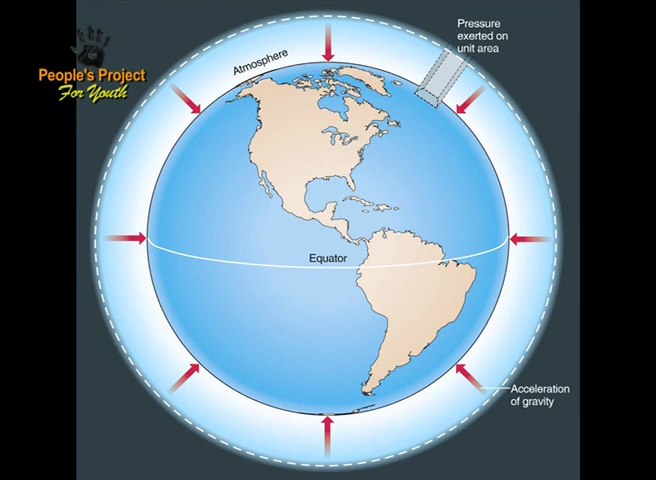 Pressure
exerted on
unit area
Atmosphere
People's Project
For Youth
Equator
Acceleration
of gravity